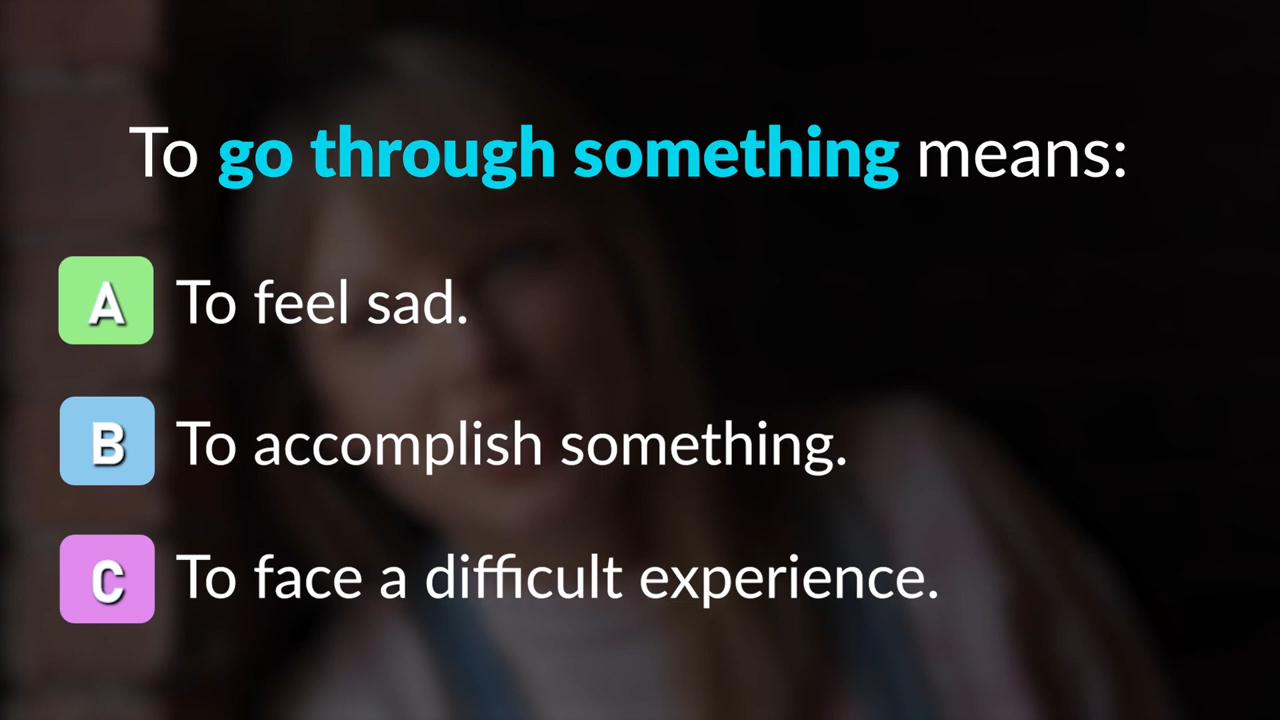 To go through something means:
A To feel sad.
B To accomplish something.
C To face a difficult experience.